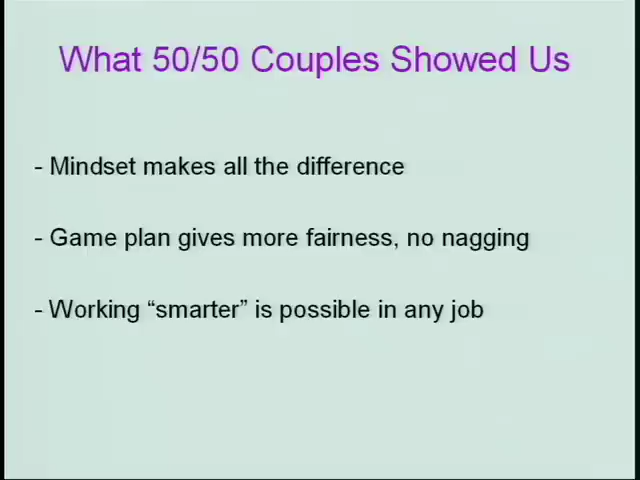 What 50/50 Couples Showed Us
- Mindset makes all the difference
- Game plan gives more fairness, no nagging
- Working “smarter” is possible in any job